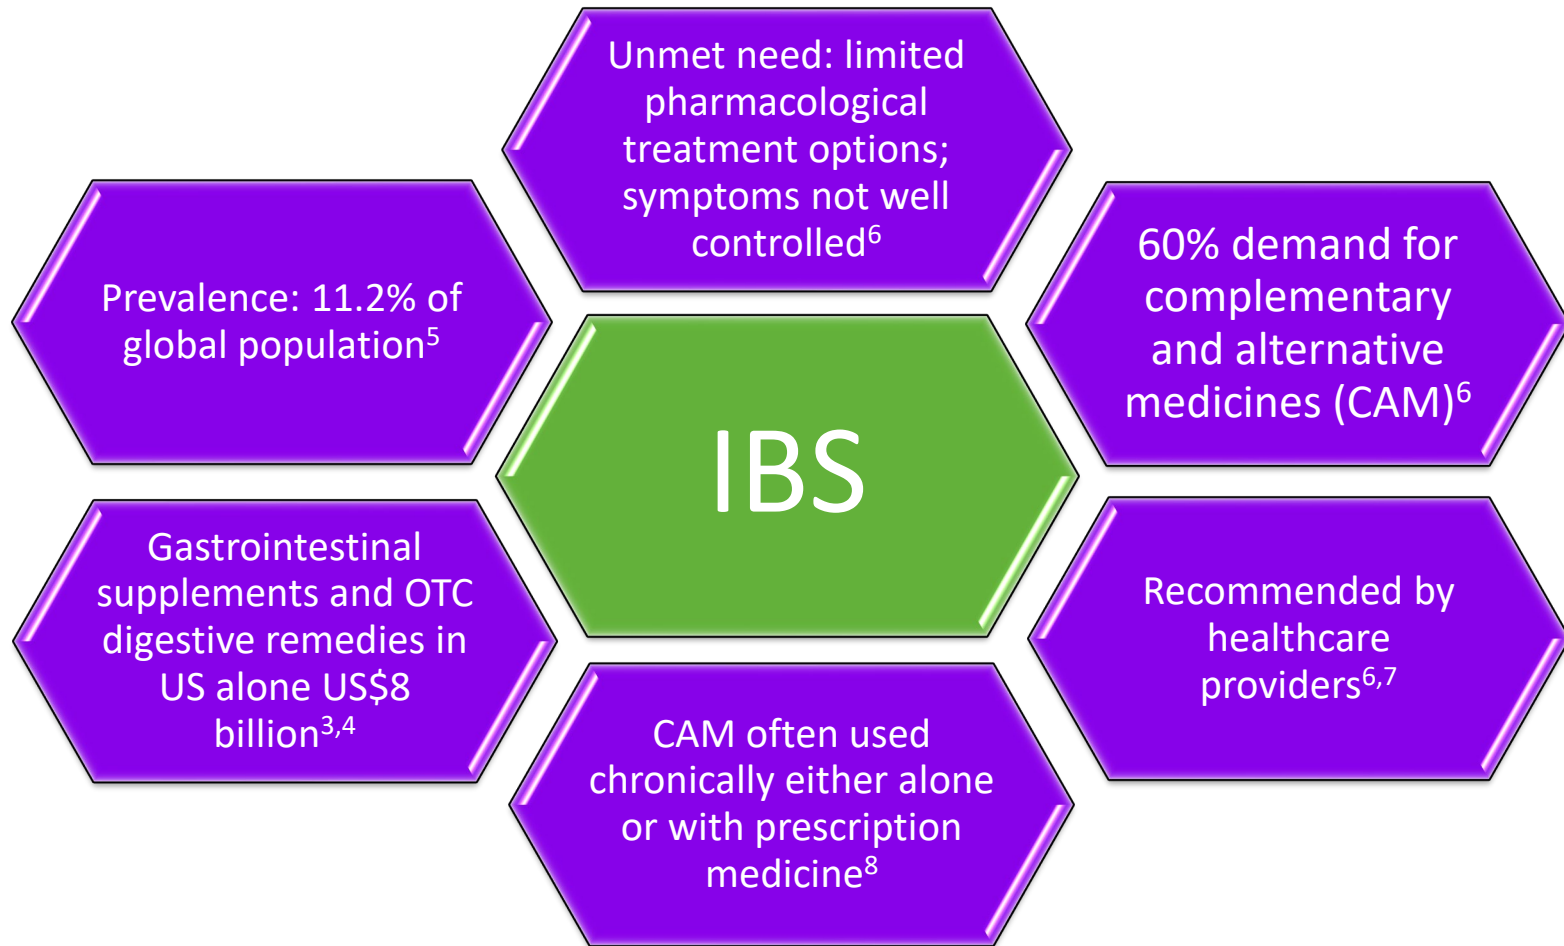 Unmet need: limited
pharmacological
treatment options;
symptoms not well
controlled⁶
Prevalence: 11.2% of
global population⁵
60% demand for
complementary
and alternative
medicines (CAM)⁶
IBS
Gastrointestinal
supplements and OTC
digestive remedies in
US alone US$8
billion³,⁴
Recommended by
healthcare
providers⁶,⁷
CAM often used
chronically either alone
or with prescription
medicine⁸